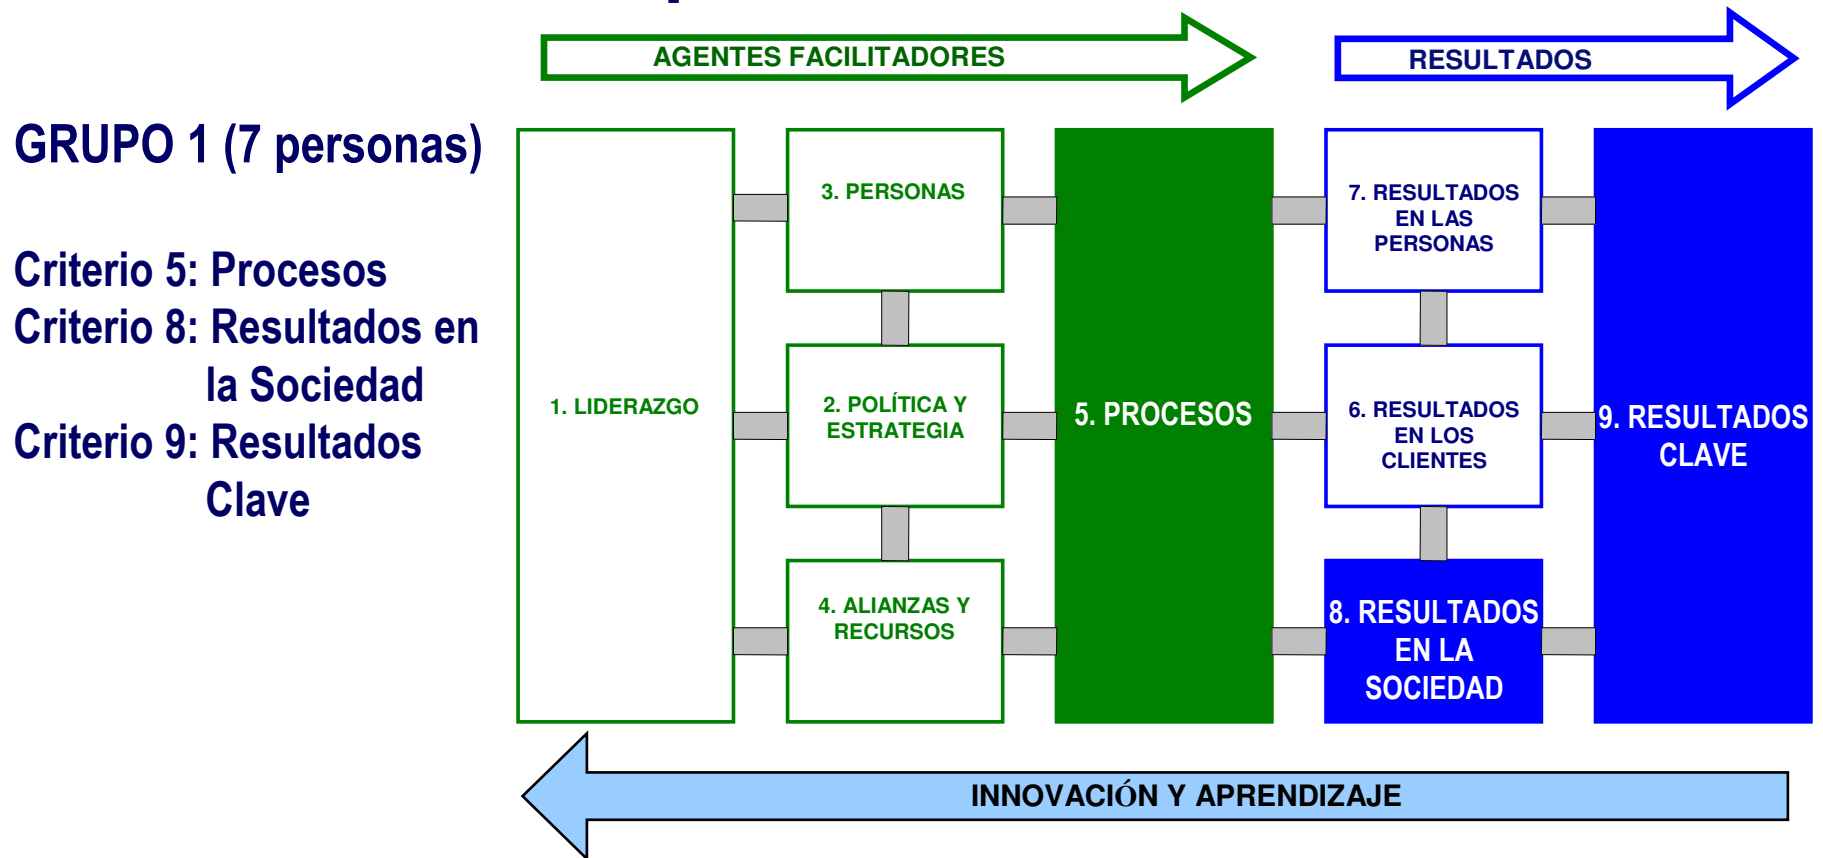 AGENTES FACILITADORES
RESULTADOS
GRUPO 1 (7 personas)
Criterio 5: Procesos
Criterio 8: Resultados en
la Sociedad
Criterio 9: Resultados
Clave
1. LIDERAZGO
3. PERSONAS
2. POLÍTICA Y
ESTRATEGIA
4. ALIANZAS Y
RECURSOS
5. PROCESOS
7. RESULTADOS
EN LAS
PERSONAS
6. RESULTADOS
EN LOS
CLIENTES
8. RESULTADOS
EN LA
SOCIEDAD
9. RESULTADOS
CLAVE
INNOVACIÓN Y APRENDIZAJE